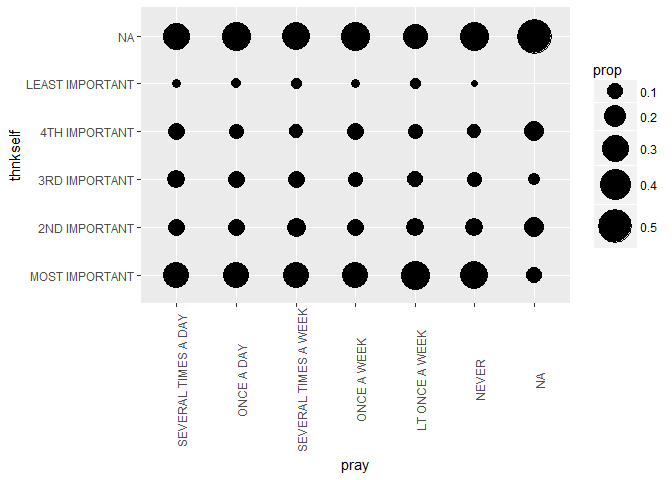 NA
LEAST IMPORTANT
4TH IMPORTANT
3RD IMPORTANT
2ND IMPORTANT
MOST IMPORTANT
thnkself
SEVERAL TIMES A DAY
ONCE A DAY
SEVERAL TIMES A WEEK
ONCE A WEEK
LT ONCE A WEEK
NEVER
NA
pray
prop
0.1
0.2
0.3
0.4
0.5